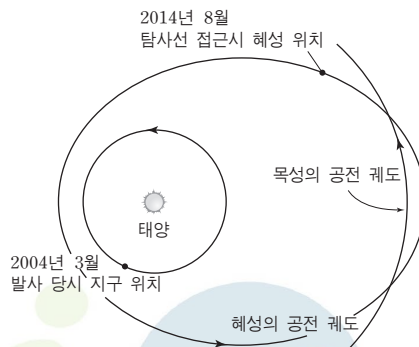 2014년 8월
탐사선 접근시 혜성 위치
목성의 공전 궤도
태양
2004년 3월
발사 당시 지구 위치
혜성의 공전 궤도